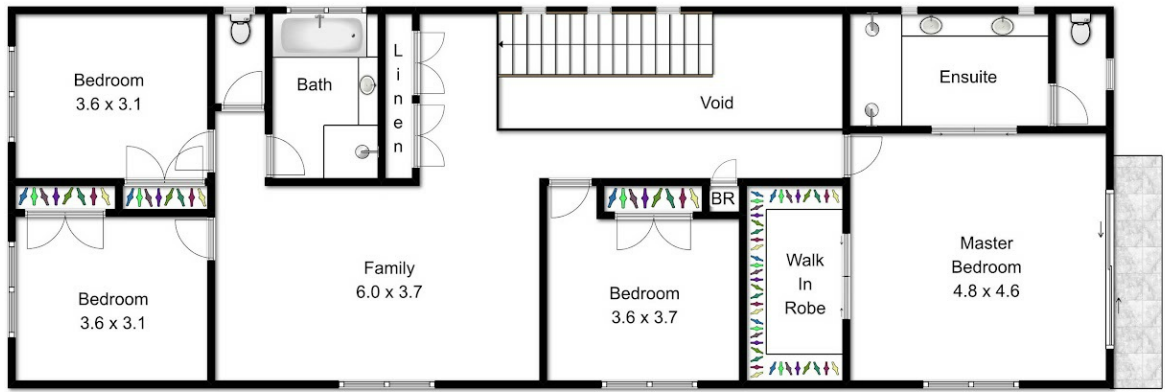 Bedroom
3.6 x 3.1
Bath
Linen
Void
Ensuite
Bedroom
3.6 x 3.1
Family
6.0 x 3.7
Bedroom
3.6 x 3.7
BR
Walk
In
Robe
Master
Bedroom
4.8 x 4.6